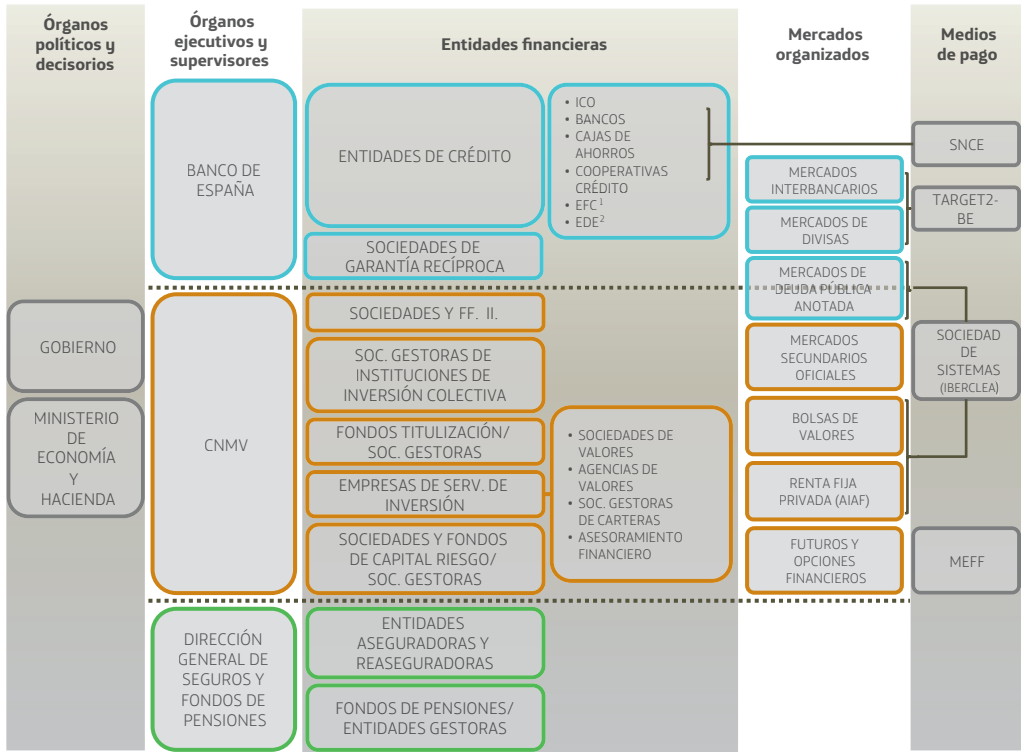 Órganos
políticos y
decisorios
Órganos
ejecutivos y
supervisores
Entidades financieras
Mercados
organizados
Medios
de pago
GOBIERNO
MINISTERIO
DE
ECONOMÍA
Y
HACIENDA
BANCO DE
ESPAÑA
ENTIDADES DE CRÉDITO
• ICO
• BANCOS
• CAJAS DE
AHORROS
• COOPERATIVAS
CRÉDITO
• EFC¹
• EDE²
SOCIEDADES DE
GARANTÍA RECÍPROCA
MERCADOS
INTERBANCARIOS
MERCADOS
DE DIVISAS
MERCADOS DE
DEUDA PÚBLICA
ANOTADA
SNCE
TARGET2-
BE
CNMV
SOCIEDADES Y FF. II.
SOC. GESTORAS DE
INSTITUCIONES DE
INVERSIÓN COLECTIVA
FONDOS TITULIZACIÓN/
SOC. GESTORAS
EMPRESAS DE SERV. DE
INVERSIÓN
SOCIEDADES Y FONDOS
DE CAPITAL RIESGO/
SOC. GESTORAS
• SOCIEDADES DE
VALORES
• AGENCIAS DE
VALORES
• SOC. GESTORAS
DE CARTERAS
• ASESORAMIENTO
FINANCIERO
MERCADOS
SECUNDARIOS
OFICIALES
BOLSAS DE
VALORES
RENTA FIJA
PRIVADA (AIAF)
FUTUROS Y
OPCIONES
FINANCIEROS
SOCIEDAD
DE
SISTEMAS
(IBERCLEA)
MEFF
DIRECCIÓN
GENERAL DE
SEGUROS Y
FONDOS DE
PENSIONES
ENTIDADES
ASEGURADORAS Y
REASEGURADORAS
FONDOS DE PENSIONES/
ENTIDADES GESTORAS